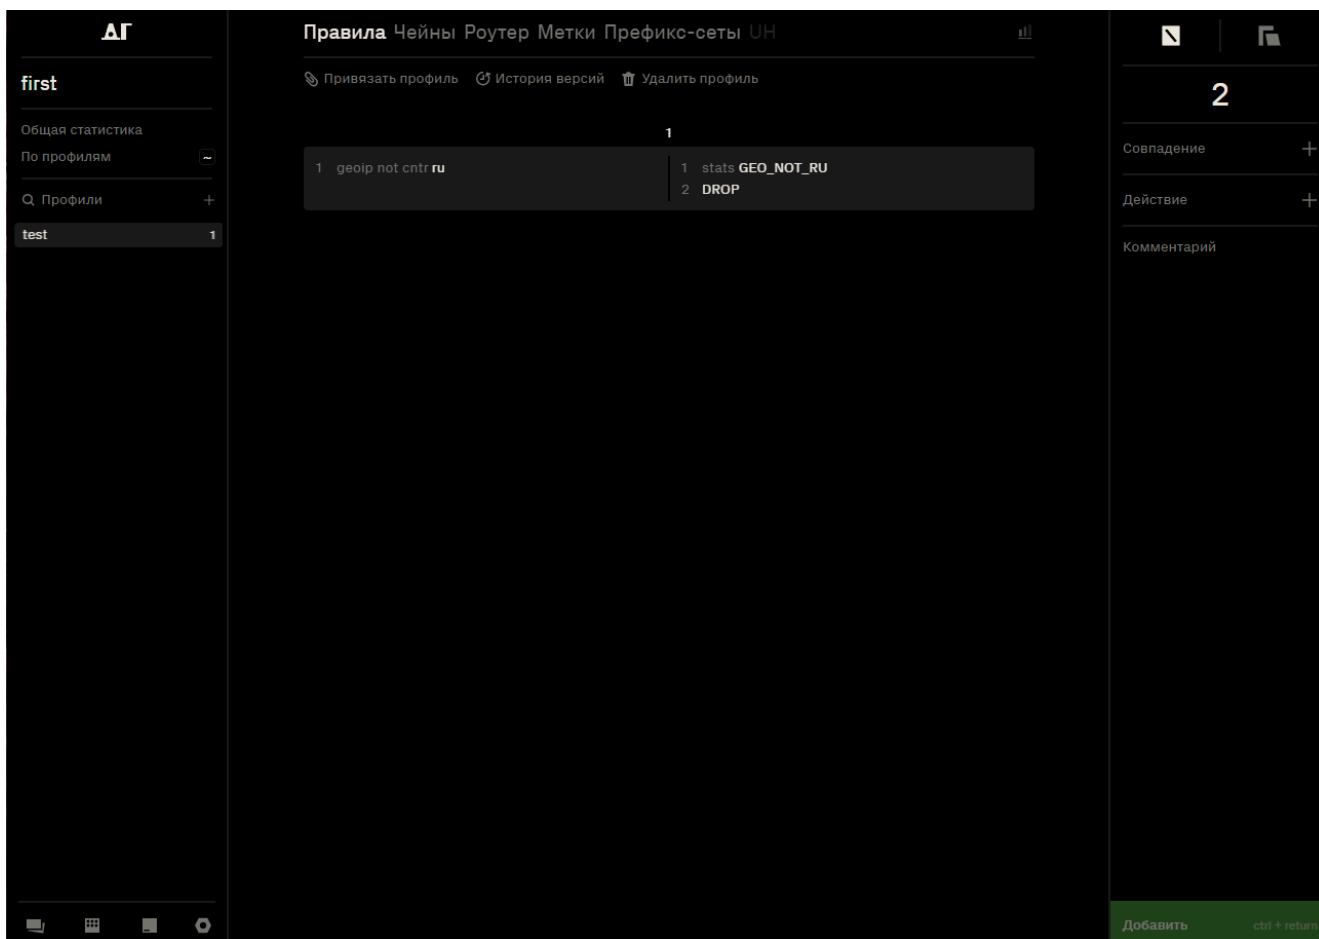 ДГ
first
Общая статистика
По профилям ~
Профили +
test 1
Правила Чейны Роутер Метки Префикс-сеты UH
Привязать профиль История версий Удалить профиль
1
1 geoip not cntr ru
1 stats GEO_NOT_RU
2 DROP
2
Совпадение +
Действие +
Комментарий
Добавить ctrl + return